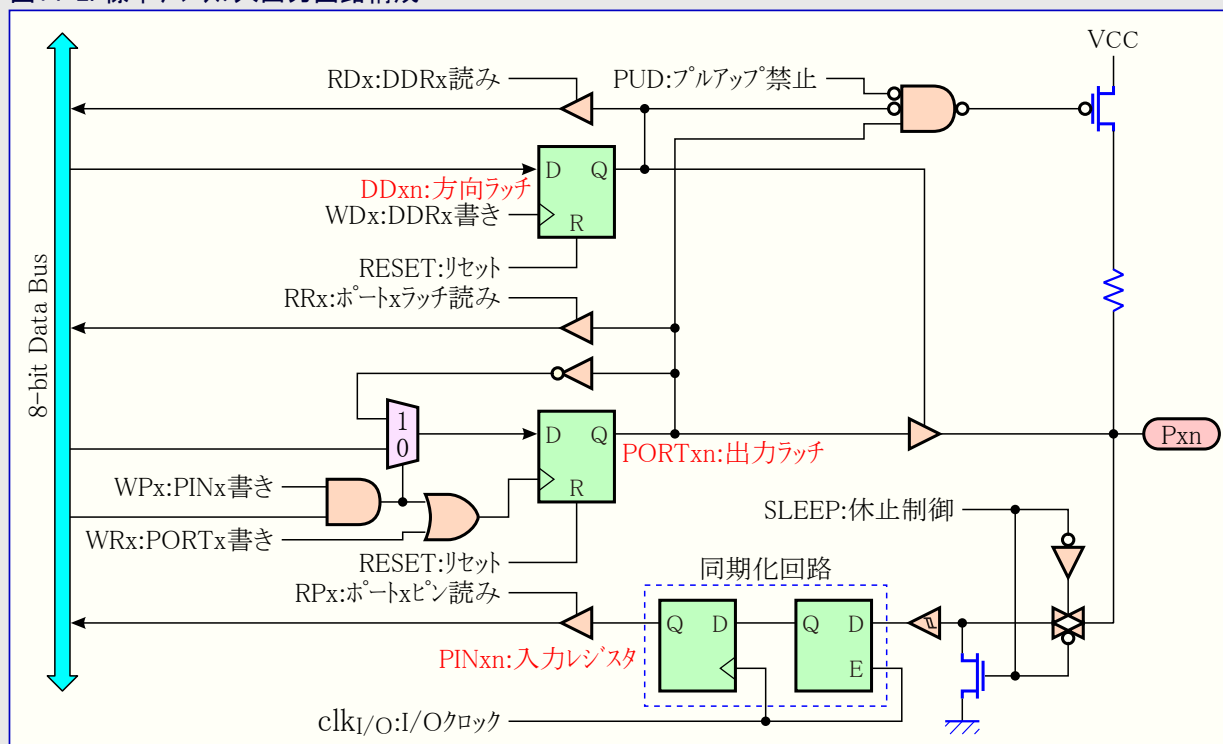 VCC
RDx:DDRx読み
PUD:プルアップ禁止
D
Q
DDxn:方向ラッチ
WDx:DDRx書き
R
RESET:リセット
RRx:ポートxラッチ読み
8-bit Data Bus
1
0
D
Q
PORTxn:出力ラッチ
Pxn
WPx:PINx書き
R
WRx:PORTx書き
SLEEP:休止制御
RESET:リセット
同期化回路
RPx:ポートxピン読み
Q
D
Q
D
PINxn:入力レジスタ
E
clkI/O:I/Oクロック